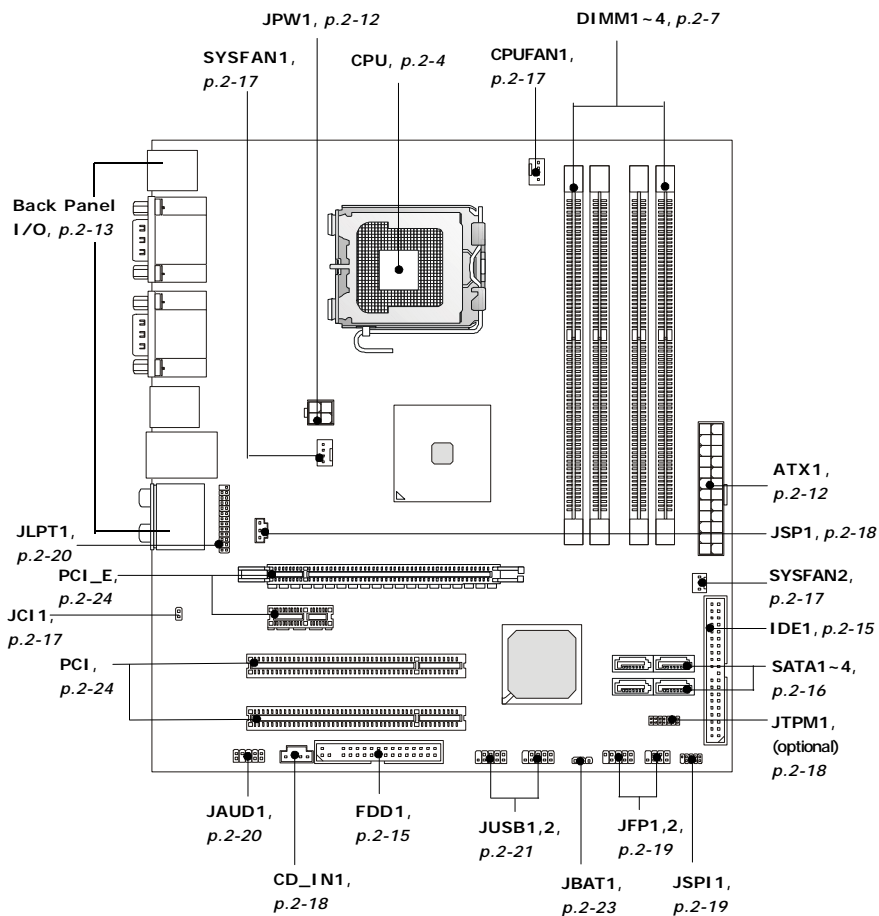 JPW1, p.2-12
DIMM1~4, p.2-7
SYSFAN1,
p.2-17
CPU, p.2-4
CPUFAN1,
p.2-17
Back Panel
I/O, p.2-13
ATX1,
p.2-12
JSP1, p.2-18
JLPT1,
p.2-20
PCI_E,
p.2-24
SYSFAN2,
p.2-17
JCI1,
p.2-17
IDE1, p.2-15
PCI,
p.2-24
SATA1~4,
p.2-16
JTPM1,
(optional)
p.2-18
JAUD1,
p.2-20
FDD1,
p.2-15
JUSB1,2,
p.2-21
JFP1,2,
p.2-19
CD_IN1,
p.2-18
JBAT1,
p.2-23
JSPI1,
p.2-19